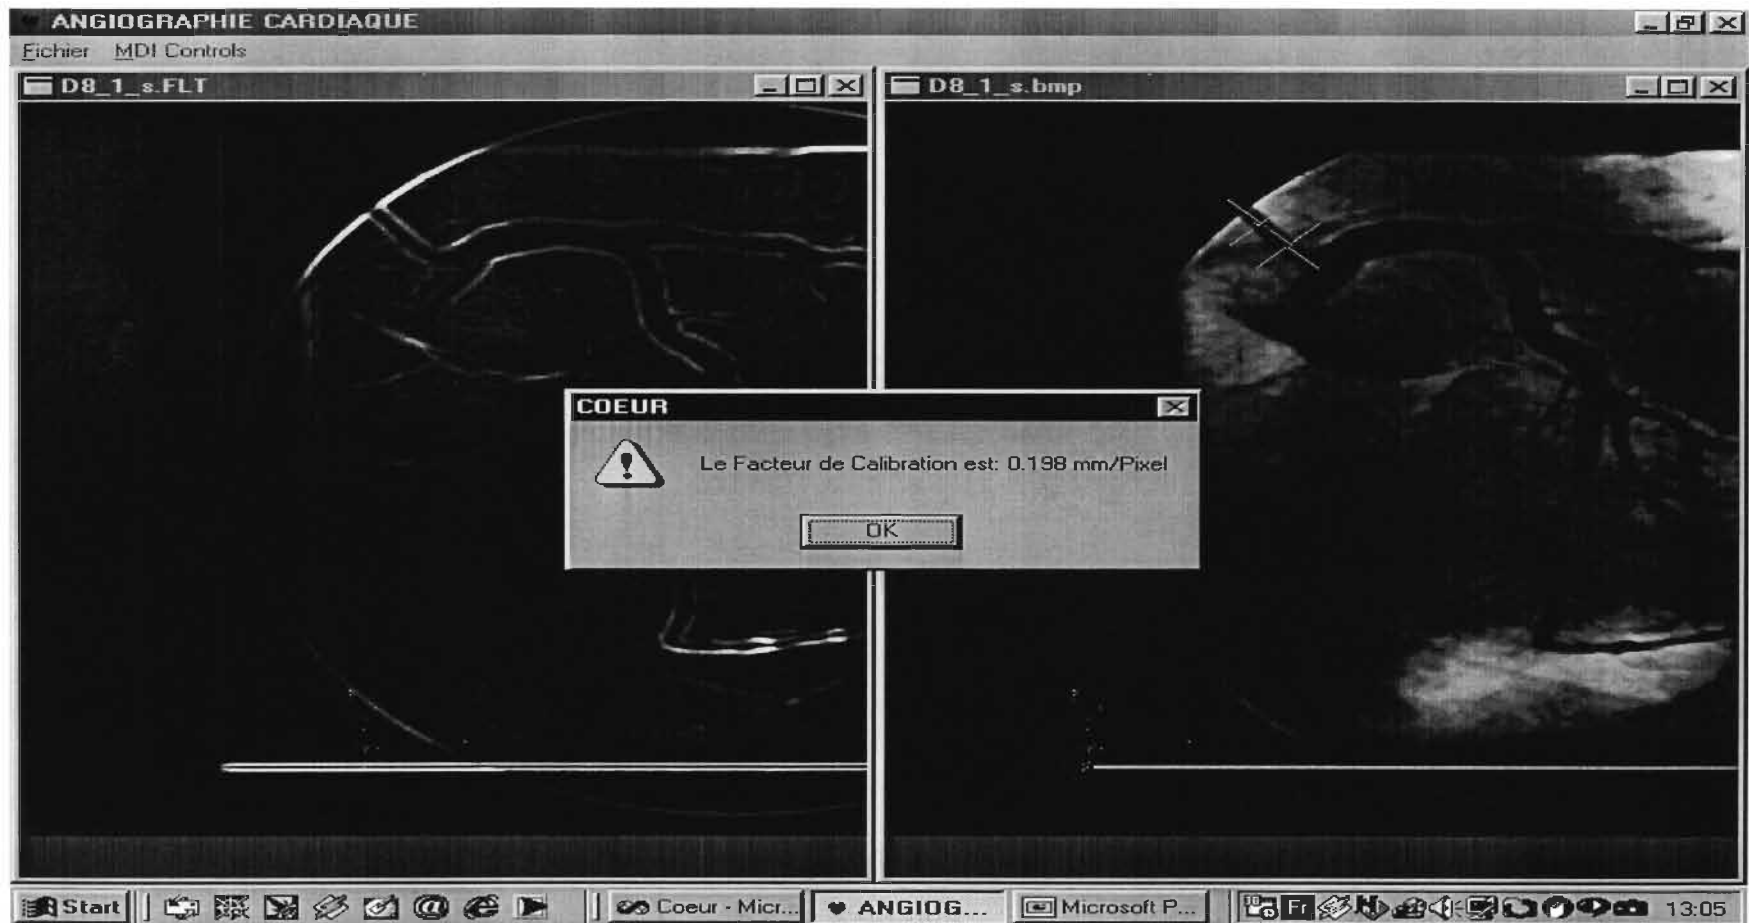 ANGIOGRAPHIE CARDIAQUE
Fichier MDI Controls
D8_1_s.FLT
D8_1_s.bmp
COEUR
Le Facteur de Calibration est: 0.198 mm/Pixel
OK
Start
Coeur - Micr...
ANGIOG...
Microsoft P...
Fr
13:05